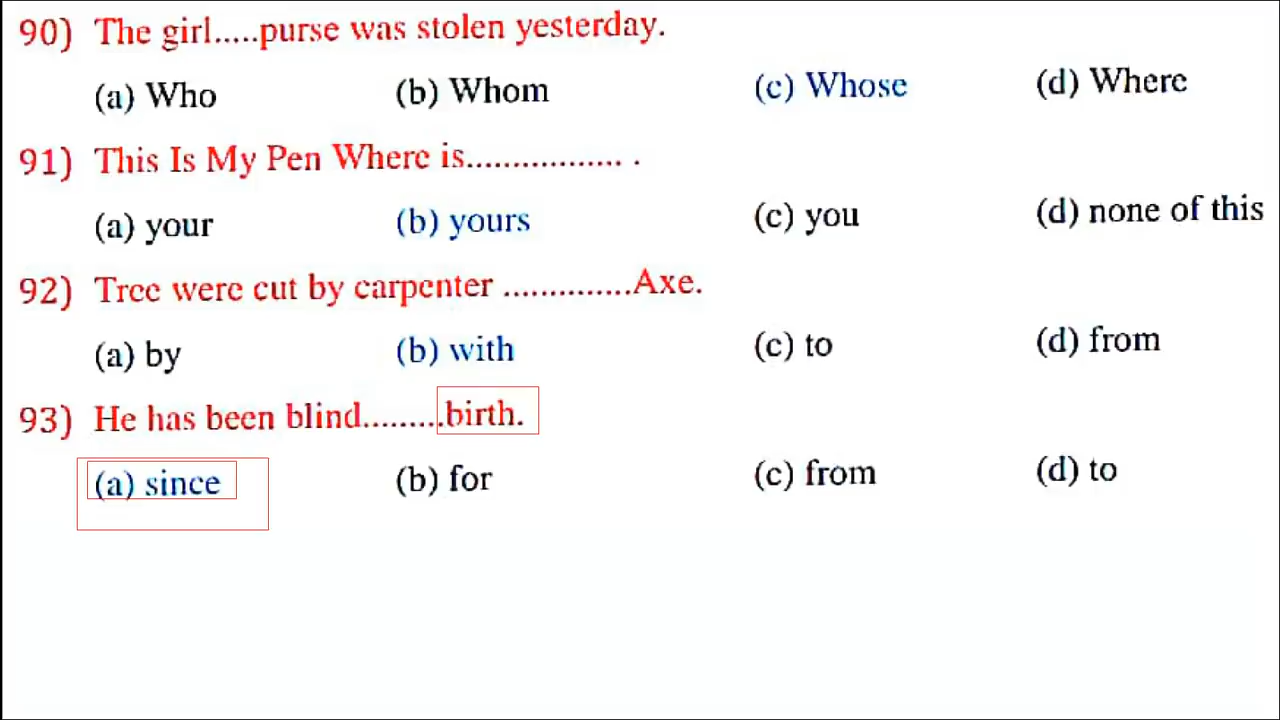 90) The girl.....purse was stolen yesterday.
(a) Who (b) Whom (c) Whose (d) Where
91) This Is My Pen Where is................. .
(a) your (b) yours (c) you (d) none of this
92) Tree were cut by carpenter ..............Axe.
(a) by (b) with (c) to (d) from
93) He has been blind.........birth.
(a) since (b) for (c) from (d) to